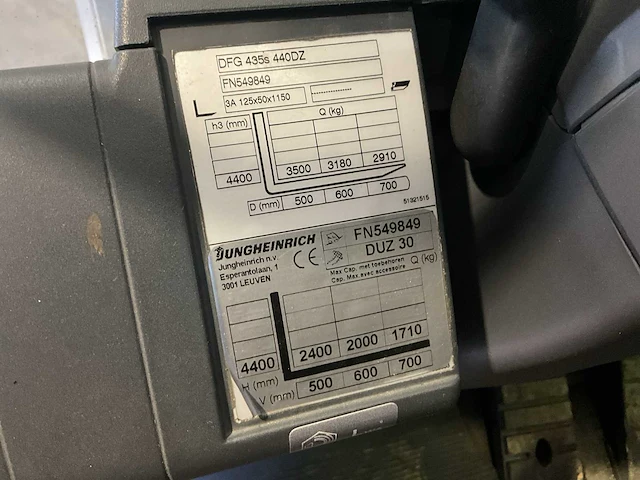 DFG 435s 440DZ
FN549849
3A 125x50x1150
h3 (mm)
Q (kg)
4400
3500 3180 2910
D (mm) 500 600 700
51321515
JUNGHEINRICH
Jungheinrich n.v.
Esperantolaan, 1
3001 LEUVEN
CE
FN549849
DUZ 30
Max Cap. met toebehoren
Cap. Max avec accessoire
Q (kg)
4400
2400 2000 1710
H (mm)
V (mm) 500 600 700